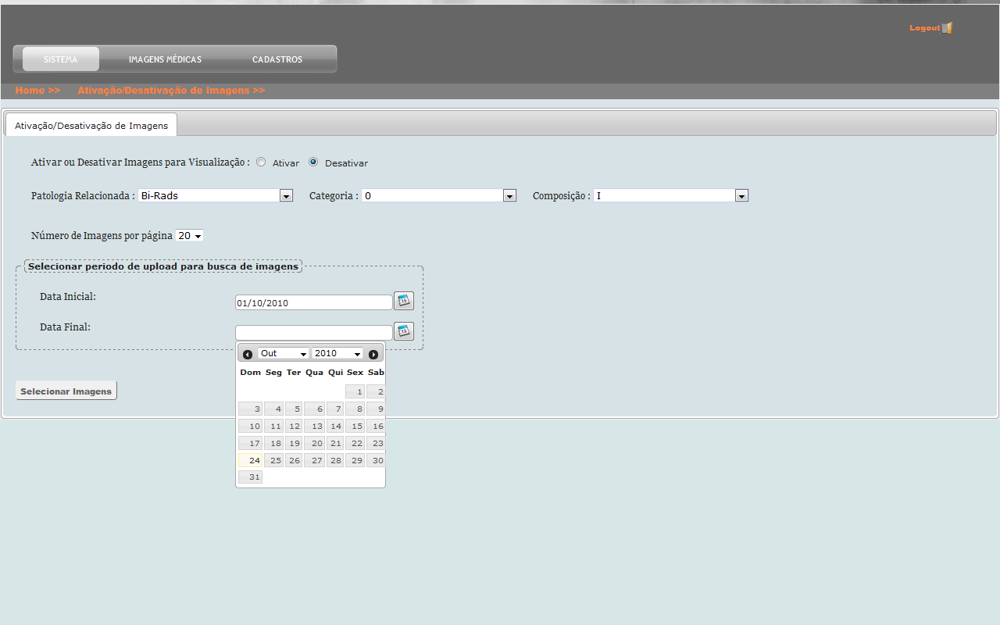 Logout
SISTEMA IMAGENS MÉDICAS CADASTROS
Home >> Ativação/Desativação de Imagens >>
Ativação/Desativação de Imagens
Ativar ou Desativar Imagens para Visualização : Ativar Desativar
Patologia Relacionada : Bi-Rads Categoria : 0 Composição : I
Número de Imagens por página 20
Selecionar periodo de upload para busca de imagens
Data Inicial: 01/10/2010
Data Final:
Out 2010
Dom Seg Ter Qua Qui Sex Sab
1 2
3 4 5 6 7 8 9
10 11 12 13 14 15 16
17 18 19 20 21 22 23
24 25 26 27 28 29 30
31
Selecionar Imagens